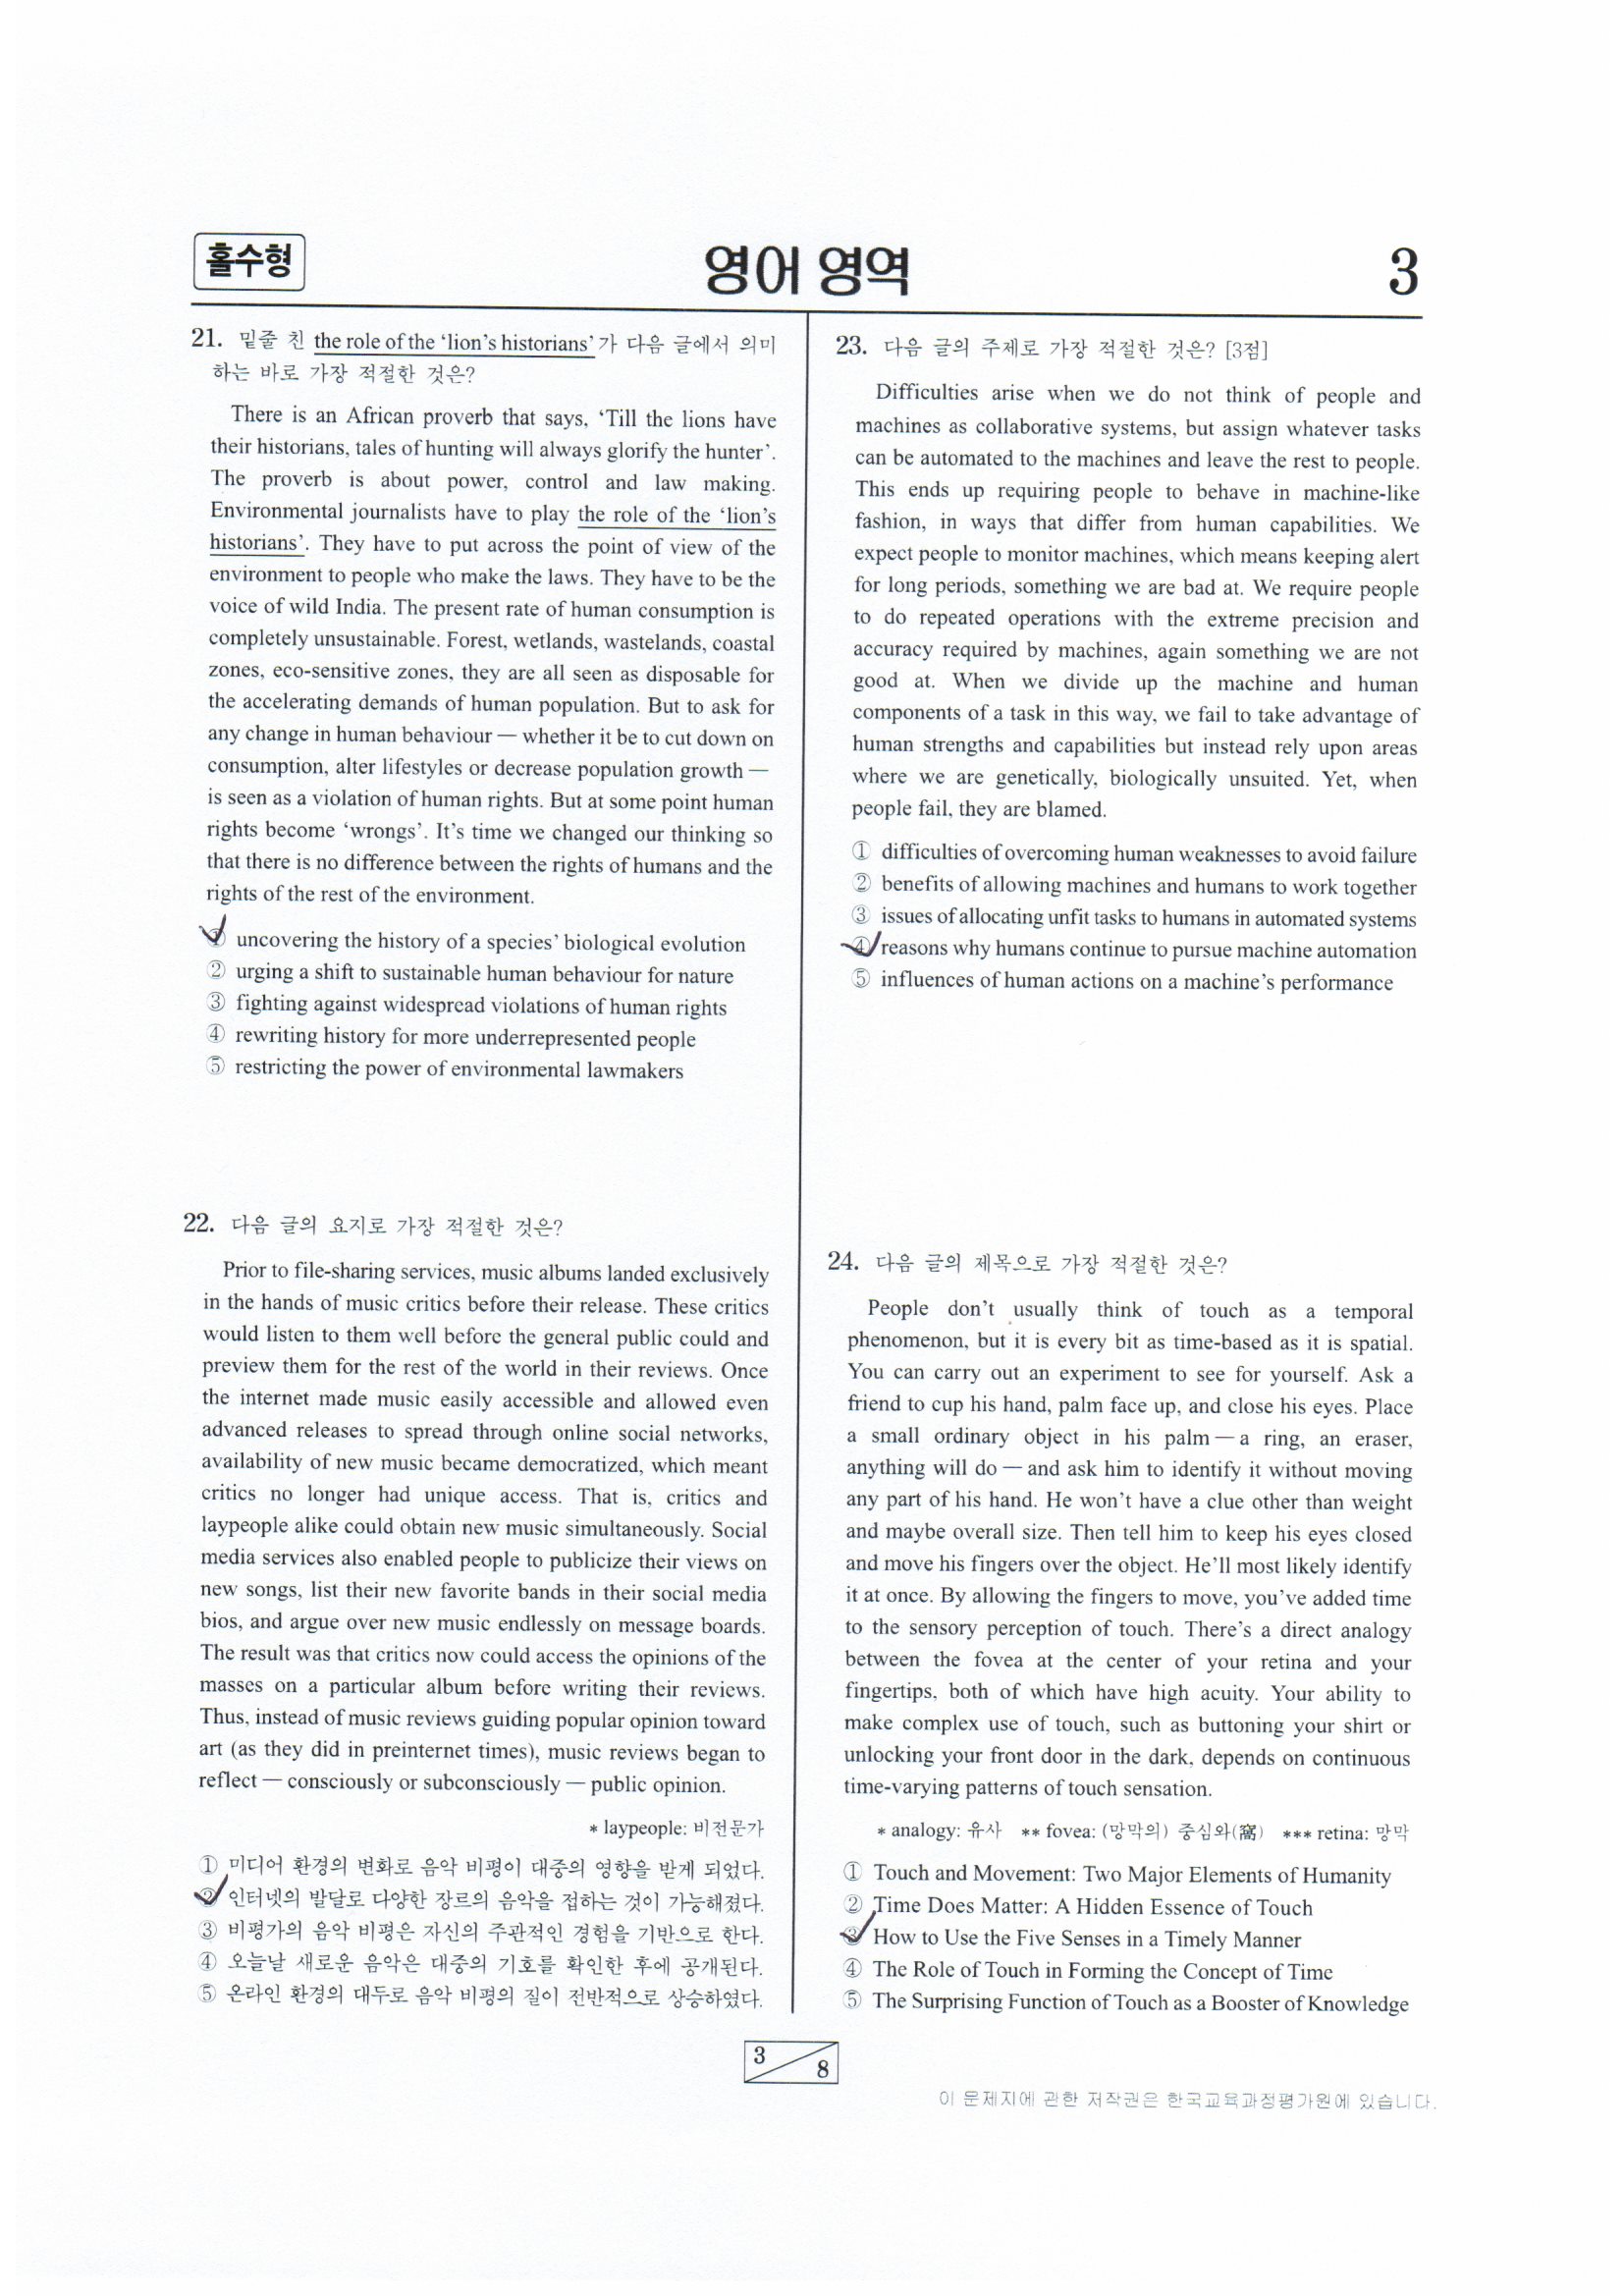 홀수형
영어 영역
3
21. 밑줄 친 the role of the ‘lion’s historians’가 다음 글에서 의미
하는 바로 가장 적절한 것은?
There is an African proverb that says, ‘Till the lions have
their historians, tales of hunting will always glorify the hunter’.
The proverb is about power, control and law making.
Environmental journalists have to play the role of the ‘lion’s
historians’. They have to put across the point of view of the
environment to people who make the laws. They have to be the
voice of wild India. The present rate of human consumption is
completely unsustainable. Forest, wetlands, wastelands, coastal
zones, eco-sensitive zones, they are all seen as disposable for
the accelerating demands of human population. But to ask for
any change in human behaviour — whether it be to cut down on
consumption, alter lifestyles or decrease population growth —
is seen as a violation of human rights. But at some point human
rights become ‘wrongs’. It’s time we changed our thinking so
that there is no difference between the rights of humans and the
rights of the rest of the environment.
① uncovering the history of a species’ biological evolution
② urging a shift to sustainable human behaviour for nature
③ fighting against widespread violations of human rights
④ rewriting history for more underrepresented people
⑤ restricting the power of environmental lawmakers
22. 다음 글의 요지로 가장 적절한 것은?
Prior to file-sharing services, music albums landed exclusively
in the hands of music critics before their release. These critics
would listen to them well before the general public could and
preview them for the rest of the world in their reviews. Once
the internet made music easily accessible and allowed even
advanced releases to spread through online social networks,
availability of new music became democratized, which meant
critics no longer had unique access. That is, critics and
laypeople alike could obtain new music simultaneously. Social
media services also enabled people to publicize their views on
new songs, list their new favorite bands in their social media
bios, and argue over new music endlessly on message boards.
The result was that critics now could access the opinions of the
masses on a particular album before writing their reviews.
Thus, instead of music reviews guiding popular opinion toward
art (as they did in preinternet times), music reviews began to
reflect — consciously or subconsciously — public opinion.
* laypeople: 비전문가
① 미디어 환경의 변화로 음악 비평이 대중의 영향을 받게 되었다.
② 인터넷의 발달로 다양한 장르의 음악을 접하는 것이 가능해졌다.
③ 비평가의 음악 비평은 자신의 주관적인 경험을 기반으로 한다.
④ 오늘날 새로운 음악은 대중의 기호를 확인한 후에 공개된다.
⑤ 온라인 환경의 대두로 음악 비평의 질이 전반적으로 상승하였다.
23. 다음 글의 주제로 가장 적절한 것은? [3점]
Difficulties arise when we do not think of people and
machines as collaborative systems, but assign whatever tasks
can be automated to the machines and leave the rest to people.
This ends up requiring people to behave in machine-like
fashion, in ways that differ from human capabilities. We
expect people to monitor machines, which means keeping alert
for long periods, something we are bad at. We require people
to do repeated operations with the extreme precision and
accuracy required by machines, again something we are not
good at. When we divide up the machine and human
components of a task in this way, we fail to take advantage of
human strengths and capabilities but instead rely upon areas
where we are genetically, biologically unsuited. Yet, when
people fail, they are blamed.
① difficulties of overcoming human weaknesses to avoid failure
② benefits of allowing machines and humans to work together
③ issues of allocating unfit tasks to humans in automated systems
④ reasons why humans continue to pursue machine automation
⑤ influences of human actions on a machine’s performance
24. 다음 글의 제목으로 가장 적절한 것은?
People don’t usually think of touch as a temporal
phenomenon, but it is every bit as time-based as it is spatial.
You can carry out an experiment to see for yourself. Ask a
friend to cup his hand, palm face up, and close his eyes. Place
a small ordinary object in his palm — a ring, an eraser,
anything will do — and ask him to identify it without moving
any part of his hand. He won’t have a clue other than weight
and maybe overall size. Then tell him to keep his eyes closed
and move his fingers over the object. He’ll most likely identify
it at once. By allowing the fingers to move, you’ve added time
to the sensory perception of touch. There’s a direct analogy
between the fovea at the center of your retina and your
fingertips, both of which have high acuity. Your ability to
make complex use of touch, such as buttoning your shirt or
unlocking your front door in the dark, depends on continuous
time-varying patterns of touch sensation.
* analogy: 유사 ** fovea: (망막의) 중심와(窩) *** retina: 망막
① Touch and Movement: Two Major Elements of Humanity
② Time Does Matter: A Hidden Essence of Touch
③ How to Use the Five Senses in a Timely Manner
④ The Role of Touch in Forming the Concept of Time
⑤ The Surprising Function of Touch as a Booster of Knowledge
3
8
이 문제지에 관한 저작권은 한국교육과정평가원에 있습니다.